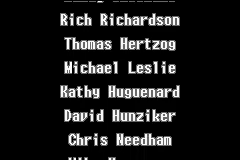 Rich Richardson
Thomas Hertzog
Michael Leslie
Kathy Huguenard
David Hunziker
Chris Needham